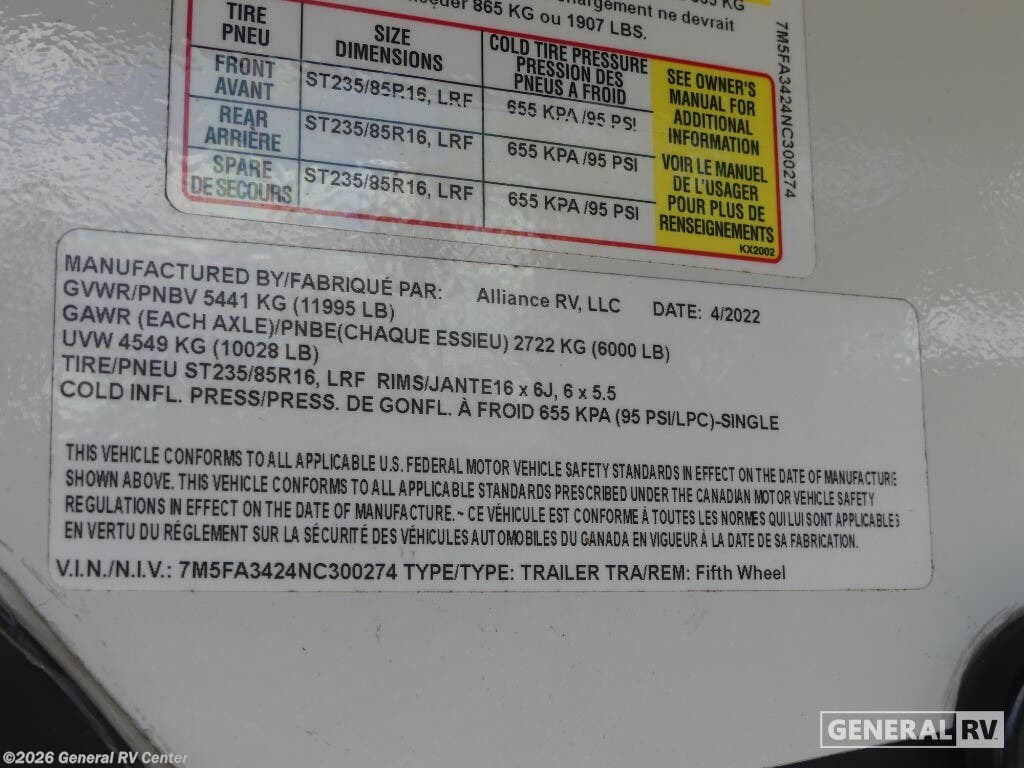 KG
chargement ne devrait
865 KG ou 1907 LBS.
TIRE
PNEU
SIZE
DIMENSIONS
COLD TIRE PRESSURE
PRESSION DES
PNEUS A FROID
SEE OWNER'S
MANUAL FOR
ADDITIONAL
INFORMATION
VOIR LE MANUEL
DE L'USAGER
POUR PLUS DE
RENSEIGNEMENTS
KX2002
FRONT
AVANT
ST235/85R16, LRF
655 KPA /95 PSI
REAR
ARRIÈRE
ST235/85R16, LRF
655 KPA /95 PSI
SPARE
DE SECOURS
ST235/85R16, LRF
655 KPA /95 PSI
7M5FA3424NC300274
MANUFACTURED BY/FABRIQUÉ PAR: Alliance RV, LLC DATE: 4/2022
GVWR/PNBV 5441 KG (11995 LB)
GAWR (EACH AXLE)/PNBE(CHAQUE ESSIEU) 2722 KG (6000 LB)
UVW 4549 KG (10028 LB)
TIRE/PNEU ST235/85R16, LRF RIMS/JANTE16 x 6J, 6 x 5.5
COLD INFL. PRESS/PRESS. DE GONFL. À FROID 655 KPA (95 PSI/LPC)-SINGLE
THIS VEHICLE CONFORMS TO ALL APPLICABLE U.S. FEDERAL MOTOR VEHICLE SAFETY STANDARDS IN EFFECT ON THE DATE OF MANUFACTURE
SHOWN ABOVE. THIS VEHICLE CONFORMS TO ALL APPLICABLE STANDARDS PRESCRIBED UNDER THE CANADIAN MOTOR VEHICLE SAFETY
REGULATIONS IN EFFECT ON THE DATE OF MANUFACTURE. ~ CE VÉHICULE EST CONFORME À TOUTES LES NORMES QUI LUI SONT APPLICABLES
EN VERTU DU RÉGLEMENT SUR LA SÉCURITÉ DES VÉHICULES AUTOMOBILES DU CANADA EN VIGUEUR À LA DATE DE SA FABRICATION.
V.I.N./N.I.V.: 7M5FA3424NC300274 TYPE/TYPE: TRAILER TRA/REM: Fifth Wheel
GENERAL RV
©2026 General RV Center